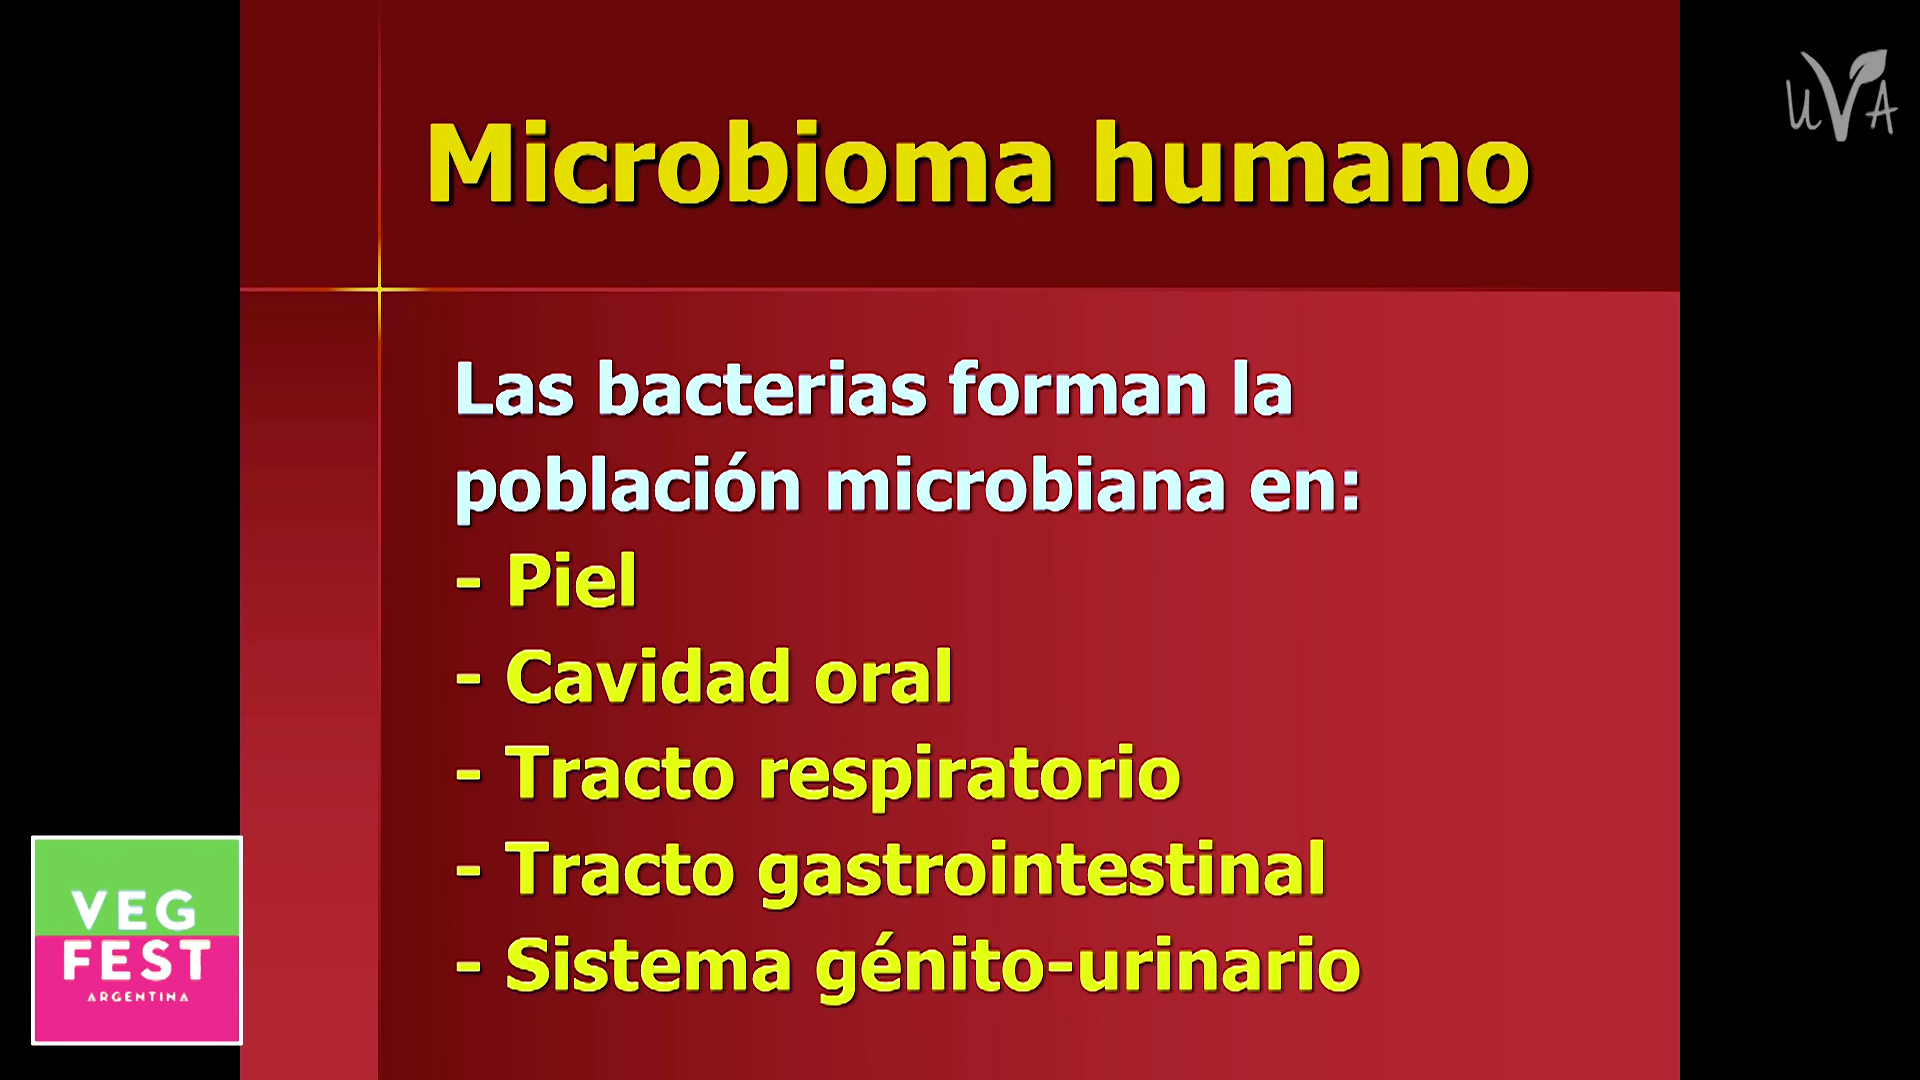 Microbioma humano
UVA
Las bacterias forman la
población microbiana en:
- Piel
- Cavidad oral
- Tracto respiratorio
- Tracto gastrointestinal
- Sistema génito-urinario
VEG
FEST
ARGENTINA